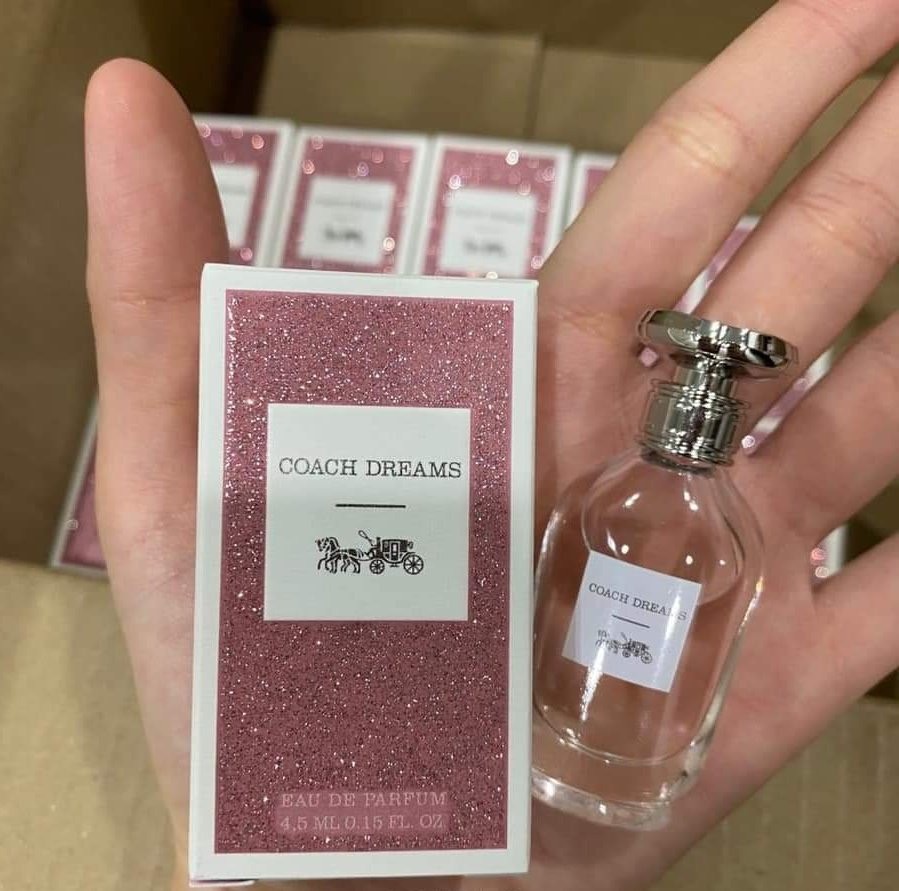 COACH DREAMS
EAU DE PARFUM
4,5 ML 0.15 FL. OZ
COACH DREAMS